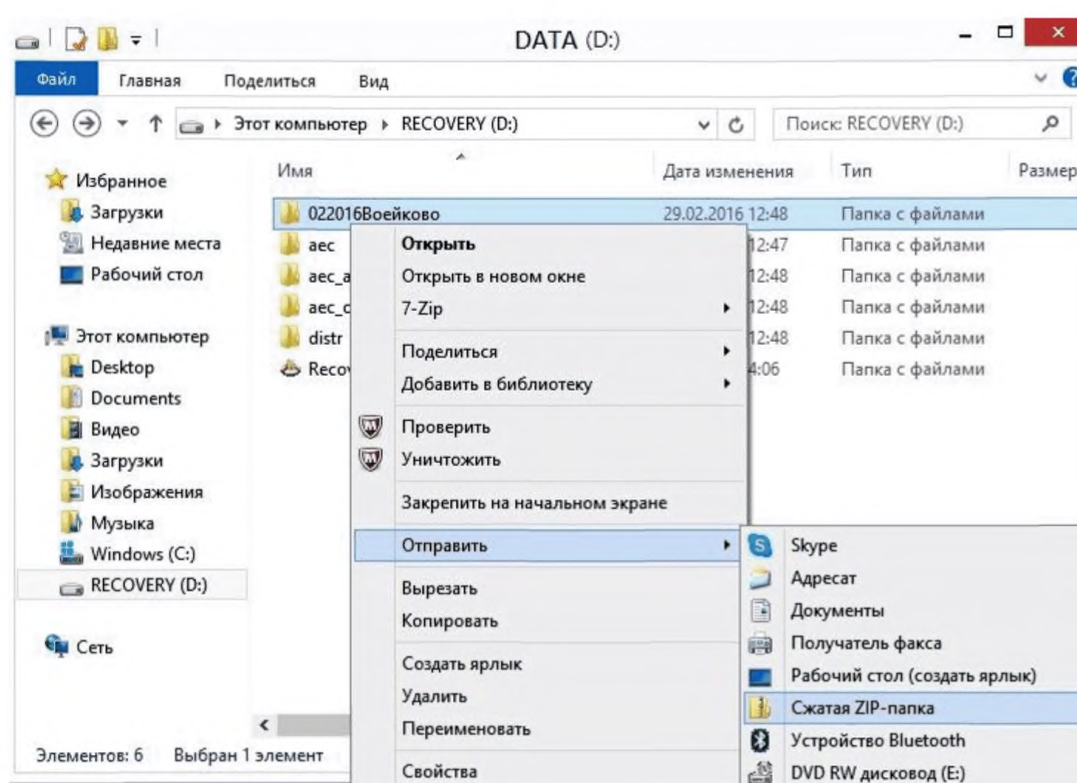 DATA (D:)
Файл Главная Поделиться Вид
Этот компьютер RECOVERY (D:) Поиск: RECOVERY (D:)
Имя Дата изменения Тип Размер
Избранное
Загрузки
Недавние места
Рабочий стол
Этот компьютер
Desktop
Documents
Видео
Загрузки
Изображения
Музыка
Windows (C:)
RECOVERY (D:)
Сеть
022016Воейково 29.02.2016 12:48 Папка с файлами
aec 12:47 Папка с файлами
aec_a 12:48 Папка с файлами
aec_c 12:48 Папка с файлами
distr 12:48 Папка с файлами
Recov 4:06 Папка с файлами
Открыть
Открыть в новом окне
7-Zip
Поделиться
Добавить в библиотеку
Проверить
Уничтожить
Закрепить на начальном экране
Отправить
Вырезать
Копировать
Создать ярлык
Удалить
Переименовать
Свойства
Skype
Адресат
Документы
Получатель факса
Рабочий стол (создать ярлык)
Сжатая ZIP-папка
Устройство Bluetooth
DVD RW дисковод (E:)
Элементов: 6 Выбран 1 элемент